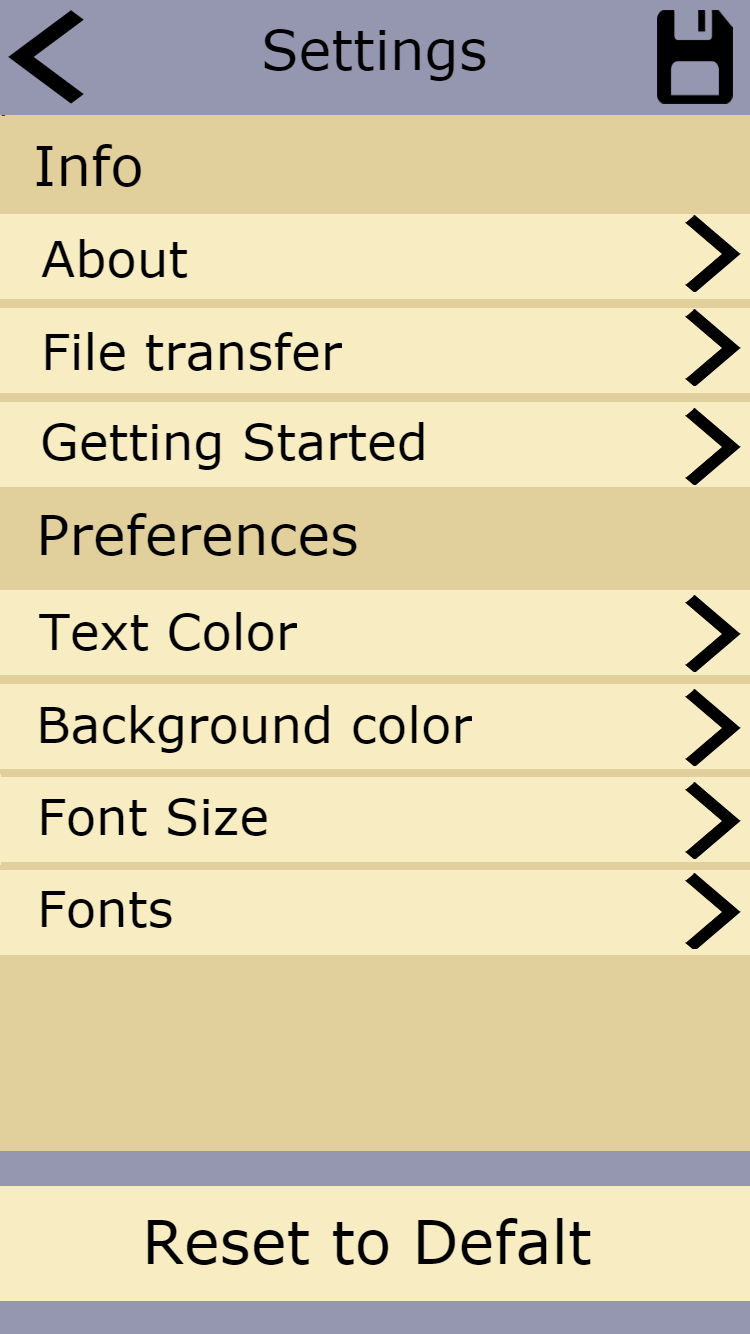 Settings
Info
About
File transfer
Getting Started
Preferences
Text Color
Background color
Font Size
Fonts
Reset to Defalt